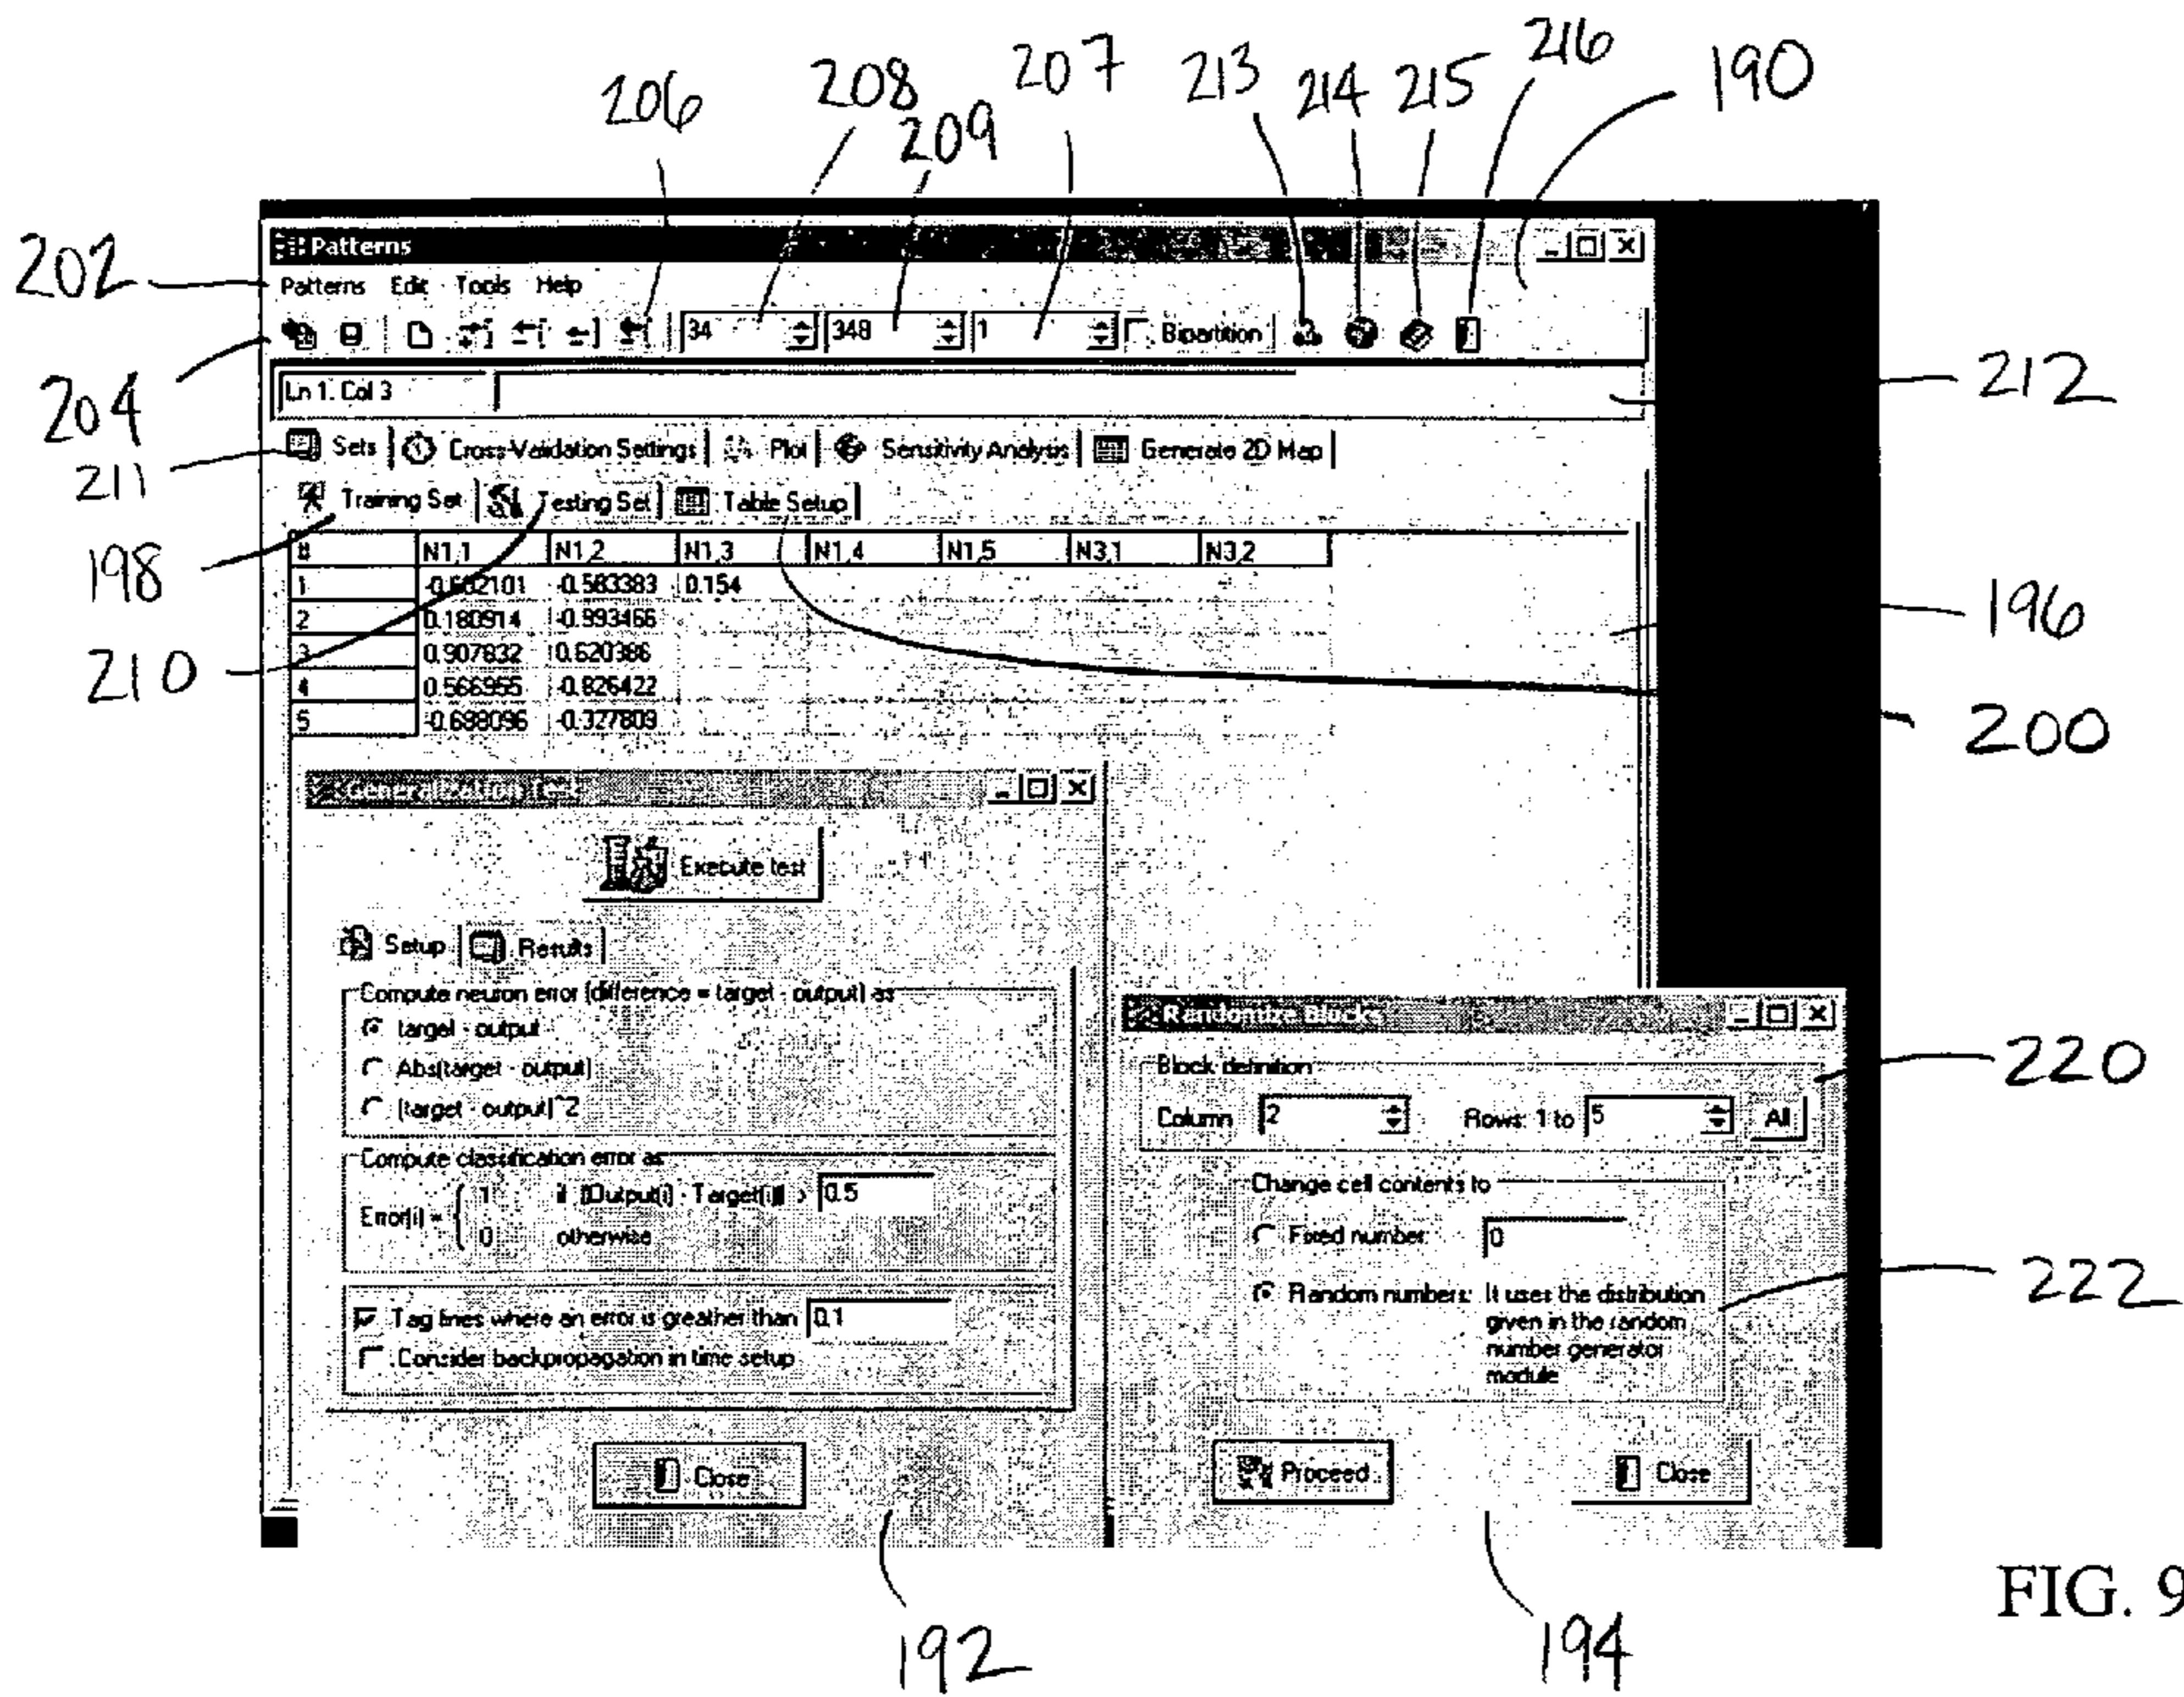 216
206 208 207 213 214 215 190
209
Patterns
202
Patterns Edit Tools Help
34 348 1 Bipartition
204
Ln 1. Col 3
212
Sets Cross-Validation Settings Plot Sensitivity Analysis Generate 2D Map
211
Training Set Testing Set Table Setup
198
# N1,1 N1,2 N1,3 N1,4 N1,5 N3,1 N3,2
1 -0.602101 -0.583383 0.154
2 0.180914 -0.993466
196
3 0.907832 0.620386
210
4 0.566955 -0.826422
5 -0.688096 -0.327809
200
Generalization Test
Execute test
Setup Results
Compute neuron error (difference = target - output) as
target - output
Abs(target - output)
(target - output)^2
Compute classification error as
Error[i] = { 1 if |Output[i] - Target[i]| > 0.5
0 otherwise
Tag lines where an error is greather than 0.1
Consider backpropagation in time setup
Close
192
Randomize Blocks
Block definition
220
Column 2 Rows: 1 to 5 All
Change cell contents to
Fixed number: 0
222
Random numbers: It uses the distribution
given in the random
number generator
module
Proceed Close
194
FIG. 9